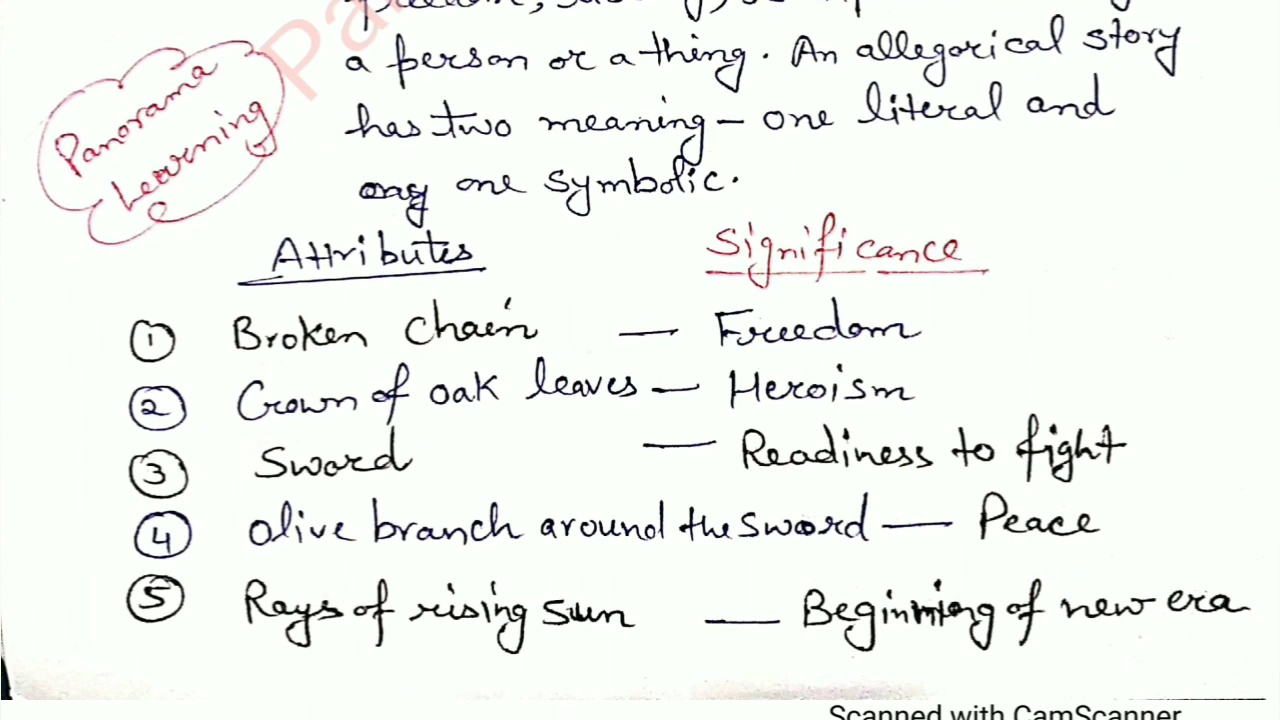 a person or a thing. An allegorical story
has two meaning - one literal and
one symbolic.
Panorama
Learning
Attributes Significance
① Broken Chain — Freedom
② Crown of oak leaves — Heroism
③ Sword — Readiness to fight
④ Olive branch around the sword — Peace
⑤ Rays of rising sun — Beginning of new era
Scanned with CamScanner